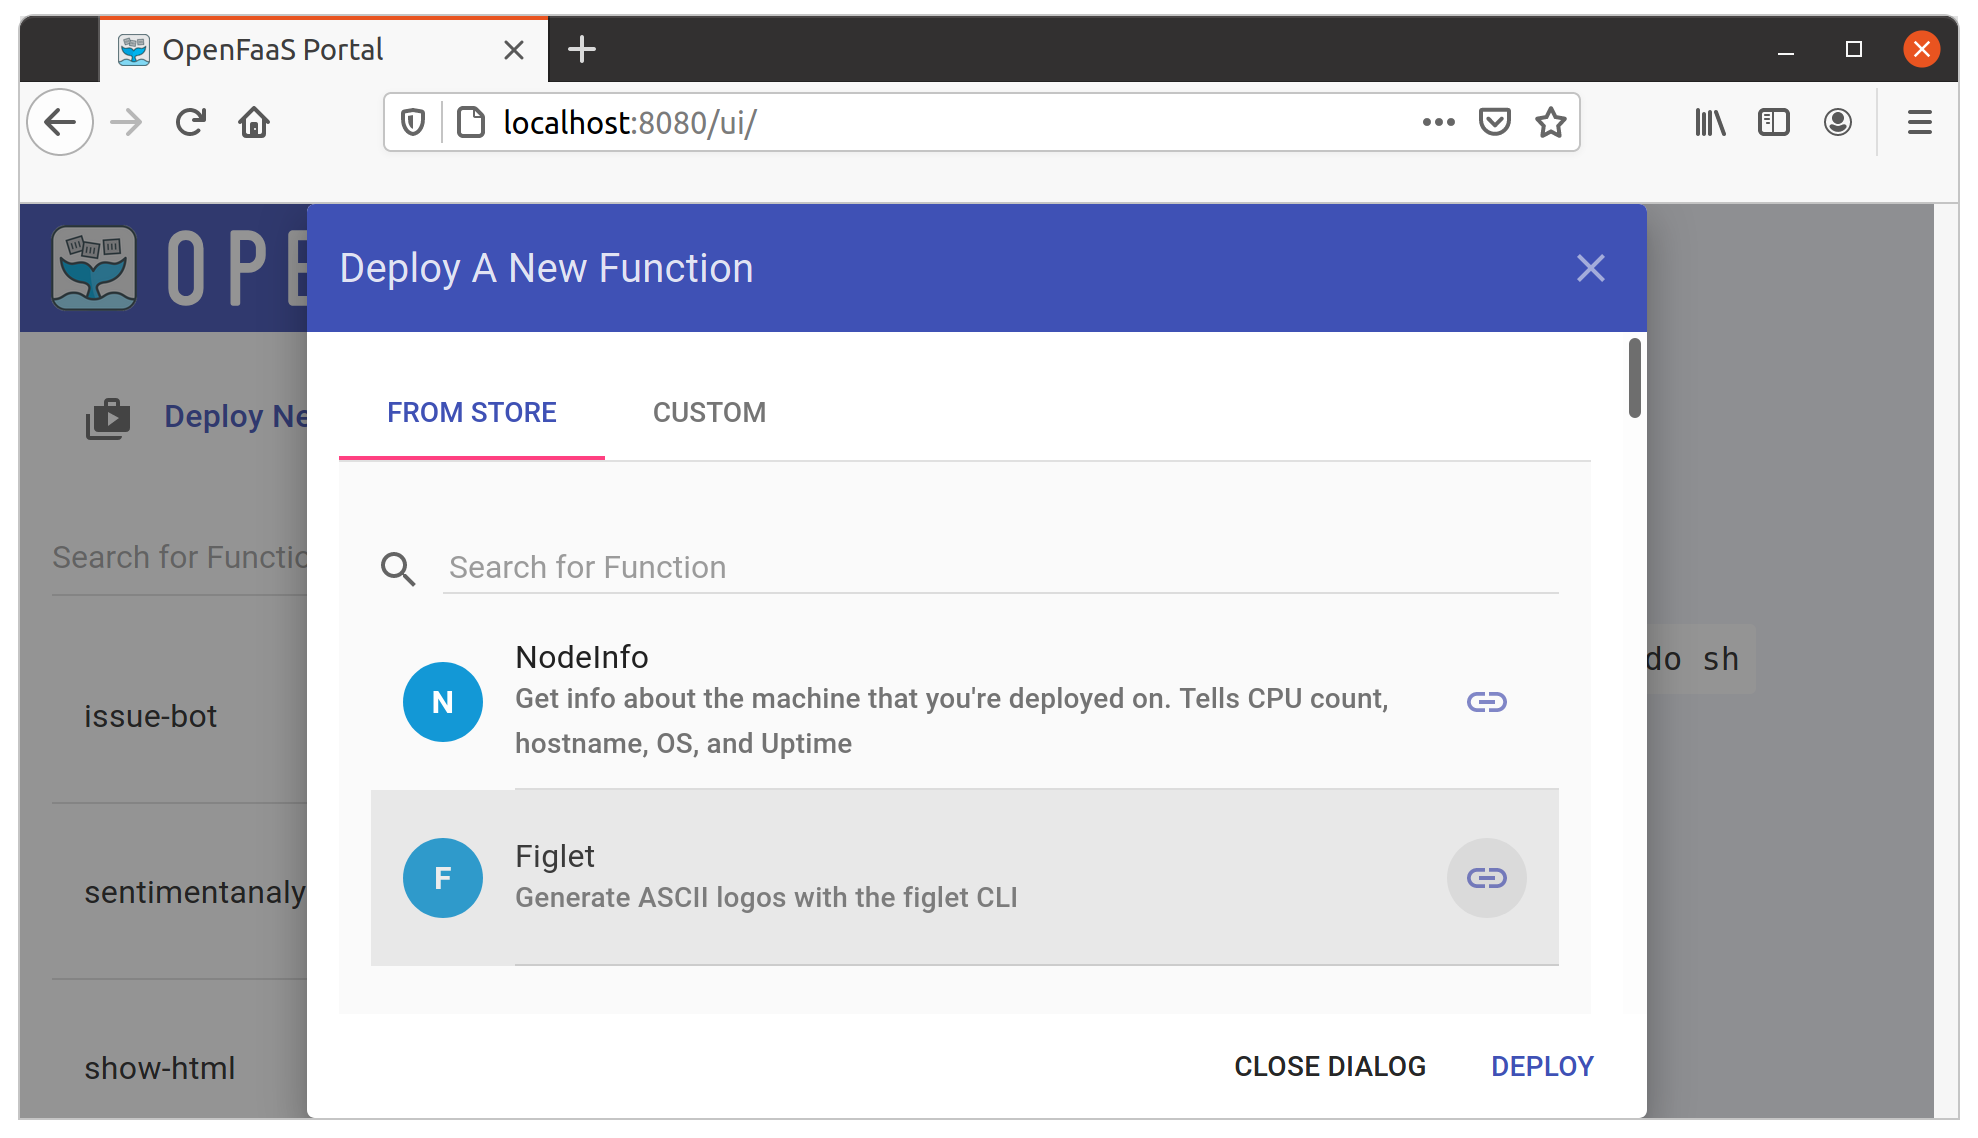 OpenFaaS Portal
localhost:8080/ui/
OPE
Deploy A New Function
Deploy Ne
FROM STORE
CUSTOM
Search for Functio
Search for Function
NodeInfo
N
Get info about the machine that you're deployed on. Tells CPU count,
hostname, OS, and Uptime
do sh
issue-bot
Figlet
F
Generate ASCII logos with the figlet CLI
sentimentanaly
show-html
CLOSE DIALOG
DEPLOY